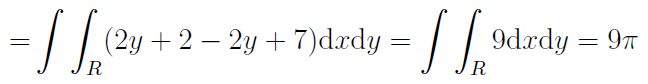 = ∫ ∫_R (2y + 2 − 2y + 7)dxdy = ∫ ∫_R 9dxdy = 9π